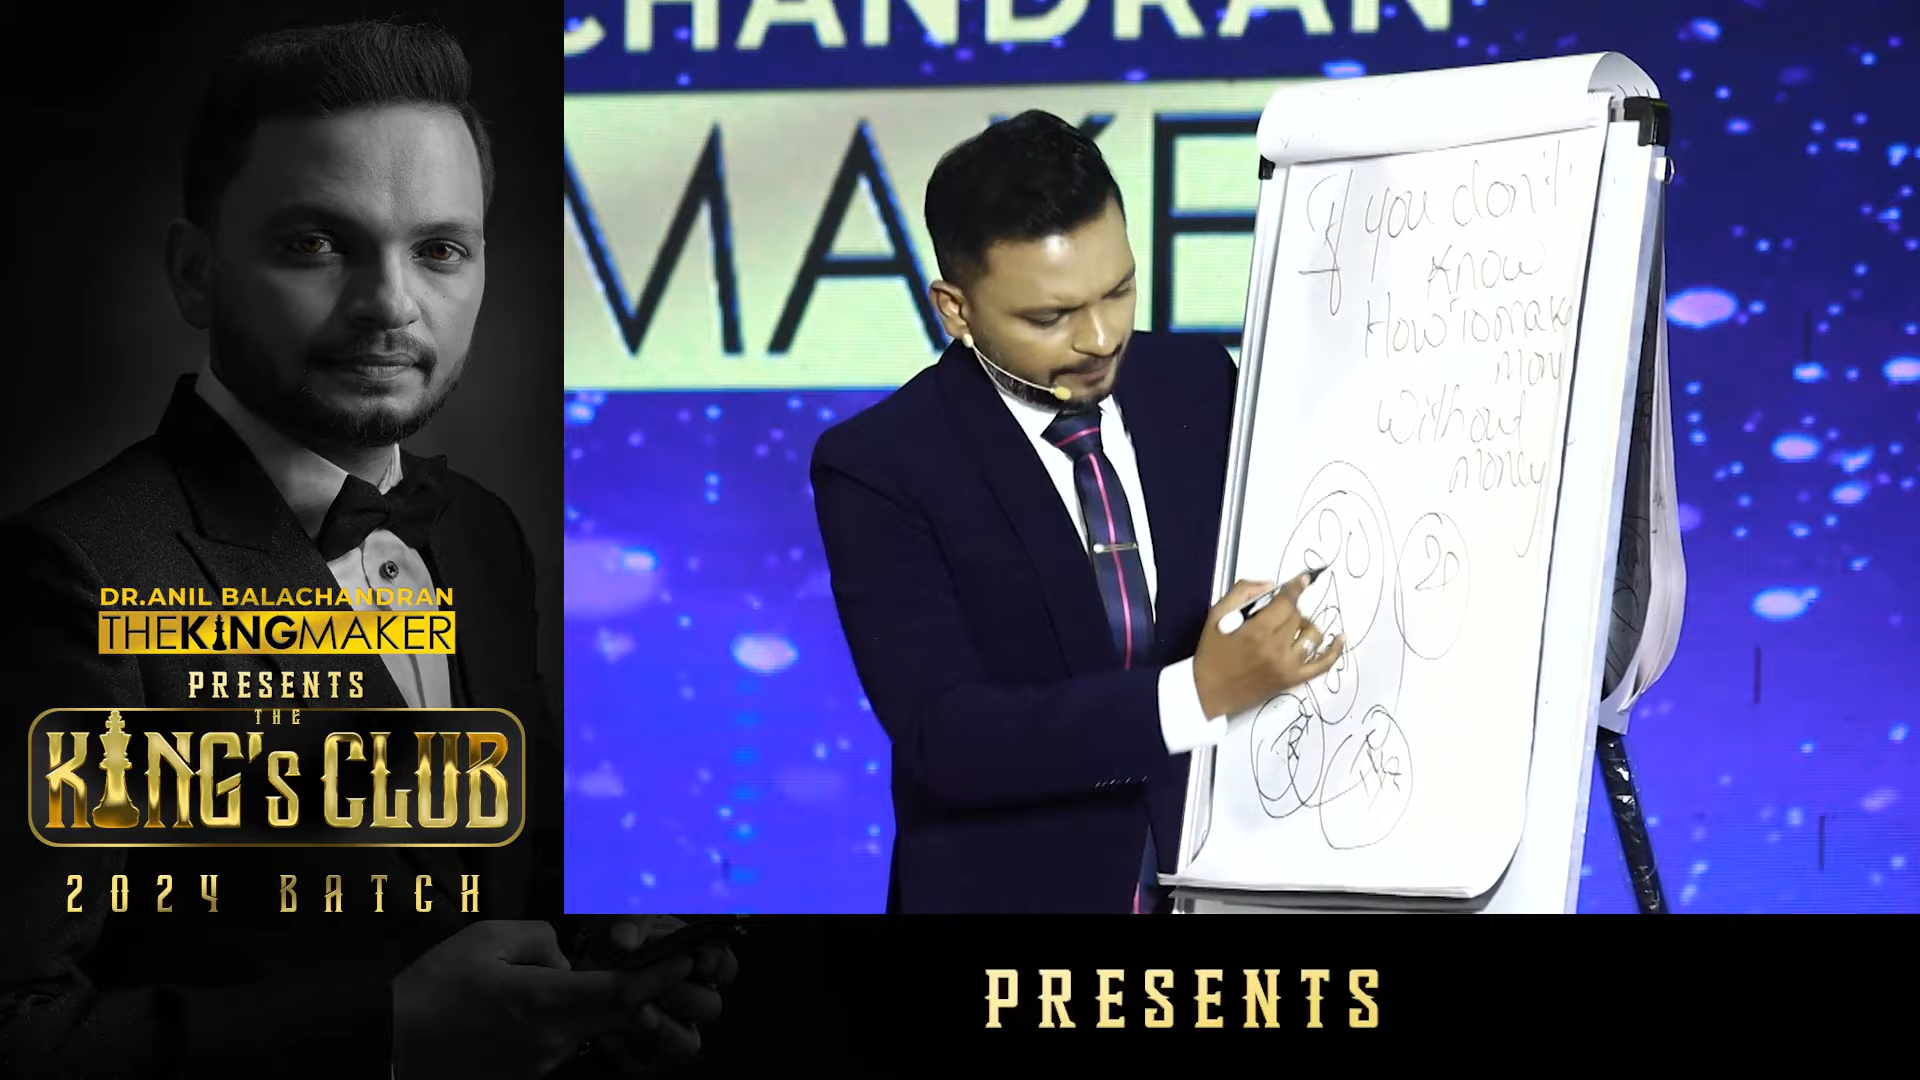 DR.ANIL BALACHANDRAN
THEKINGMAKER
PRESENTS
THE
KING's CLUB
2024 BATCH
CHANDRAN
MAKE
If you don't
know
How to make
mony
without
money
20
20
PRESENTS